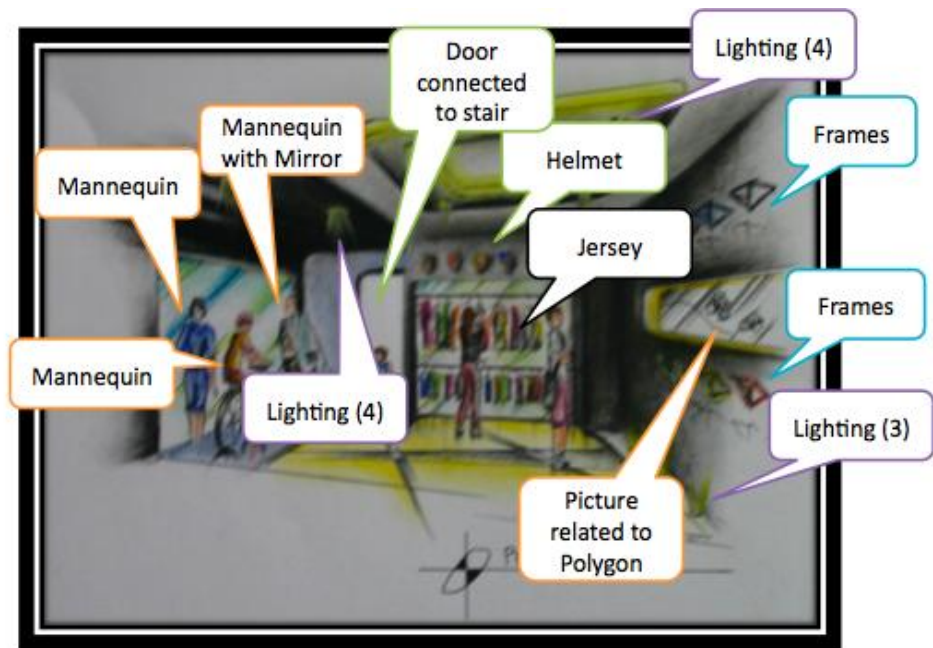 Door
connected
to stair
Lighting (4)
Mannequin
with Mirror
Helmet
Frames
Mannequin
Jersey
Frames
Mannequin
Lighting (4)
Lighting (3)
Picture
related to
Polygon